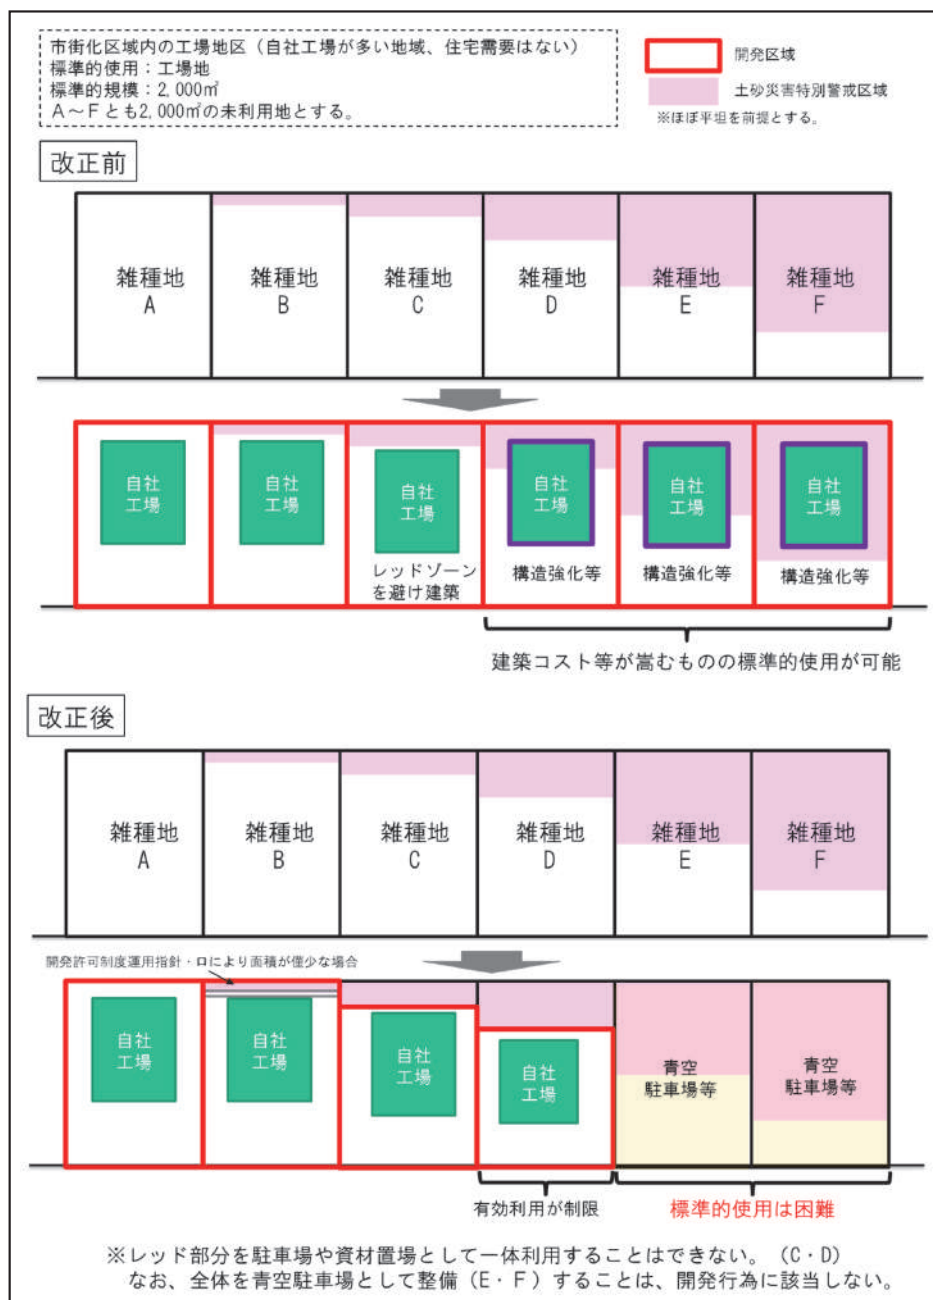 市街化区域内の工場地区（自社工場が多い地域、住宅需要はない）
標準的使用：工場地
標準的規模：2,000㎡
A～Fとも2,000㎡の未利用地とする。
開発区域
土砂災害特別警戒区域
※ほぼ平坦を前提とする。
改正前
雑種地
A
雑種地
B
雑種地
C
雑種地
D
雑種地
E
雑種地
F
自社
工場
自社
工場
自社
工場
自社
工場
自社
工場
自社
工場
レッドゾーン
を避け建築
構造強化等
構造強化等
構造強化等
建築コスト等が嵩むものの標準的使用が可能
改正後
雑種地
A
雑種地
B
雑種地
C
雑種地
D
雑種地
E
雑種地
F
開発許可制度運用指針・ロにより面積が僅少な場合
自社
工場
自社
工場
自社
工場
自社
工場
青空
駐車場等
青空
駐車場等
有効利用が制限
標準的使用は困難
※レッド部分を駐車場や資材置場として一体利用することはできない。（C・D）
なお、全体を青空駐車場として整備（E・F）することは、開発行為に該当しない。